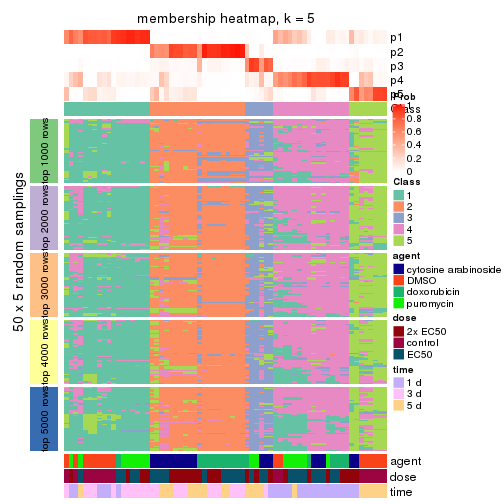 membership heatmap, k = 5
p1
p2
p3
p4
p5
Prob
1
0.8
0.6
0.4
0.2
0
Class
Class
1
2
3
4
5
agent
cytosine arabinoside
DMSO
doxorubicin
puromycin
dose
2x EC50
control
EC50
time
1 d
3 d
5 d
50 x 5 random samplings
top 1000 rows
top 2000 rows
top 3000 rows
top 4000 rows
top 5000 rows
agent
dose
time